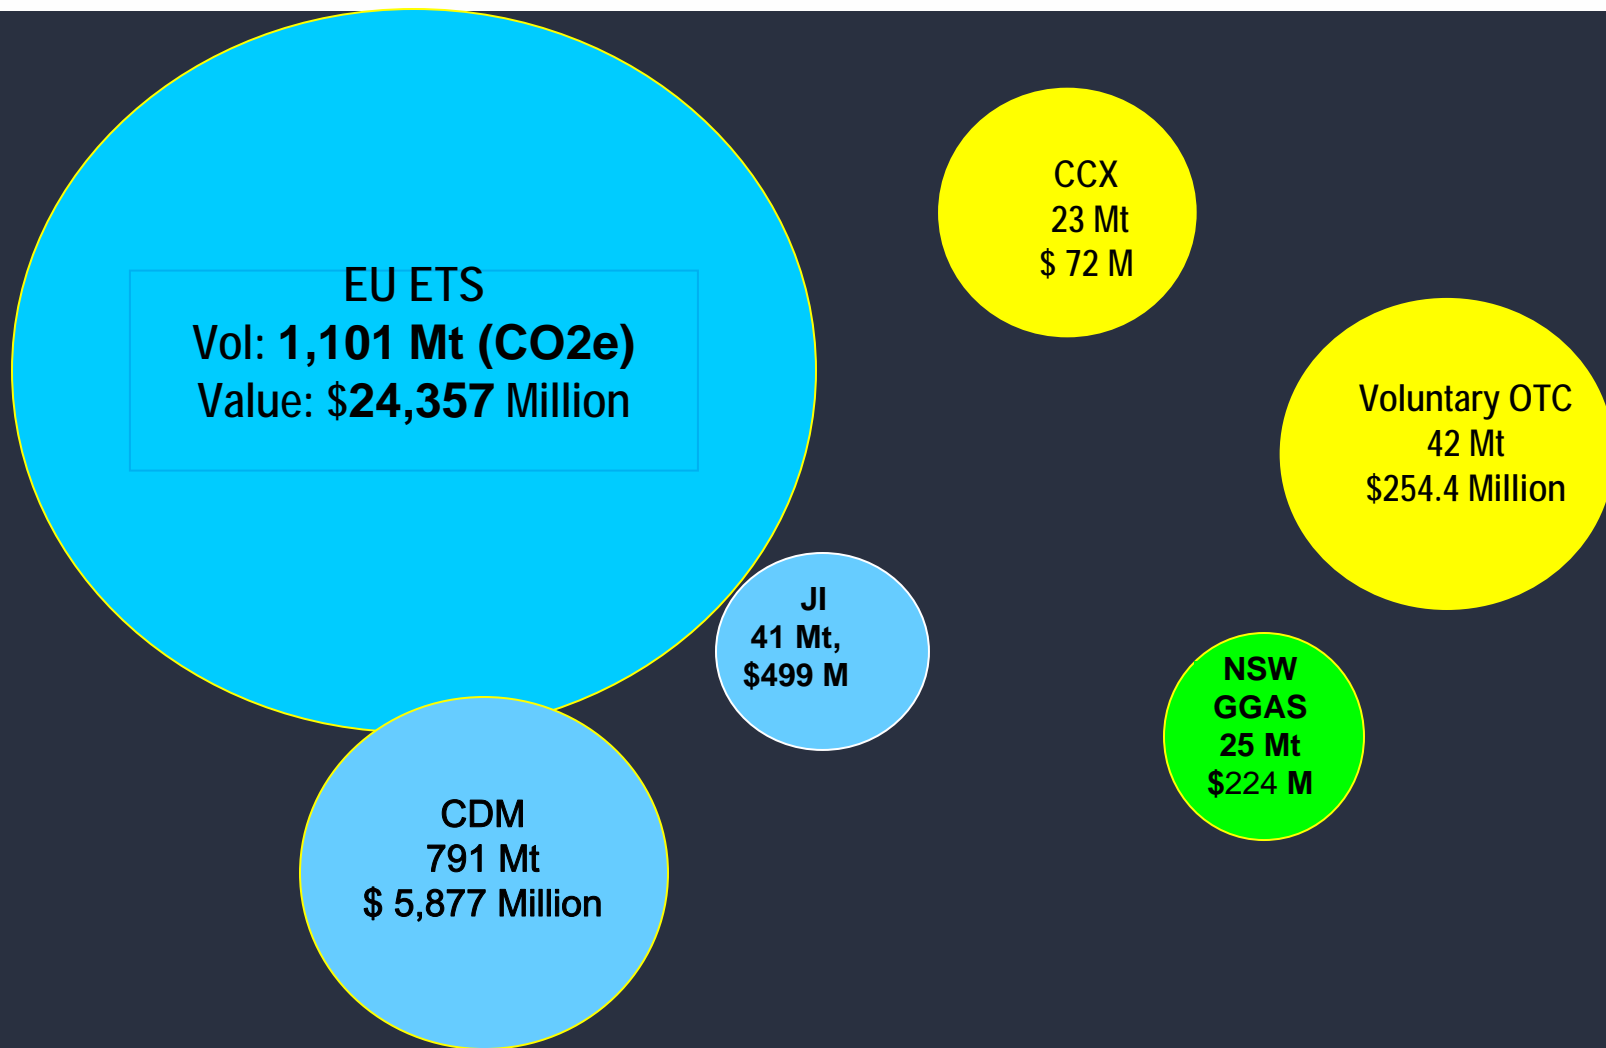 EU ETS
Vol: 1,101 Mt (CO2e)
Value: $24,357 Million
CCX
23 Mt
$ 72 M
Voluntary OTC
42 Mt
$254.4 Million
JI
41 Mt,
$499 M
NSW
GGAS
25 Mt
$224 M
CDM
791 Mt
$ 5,877 Million